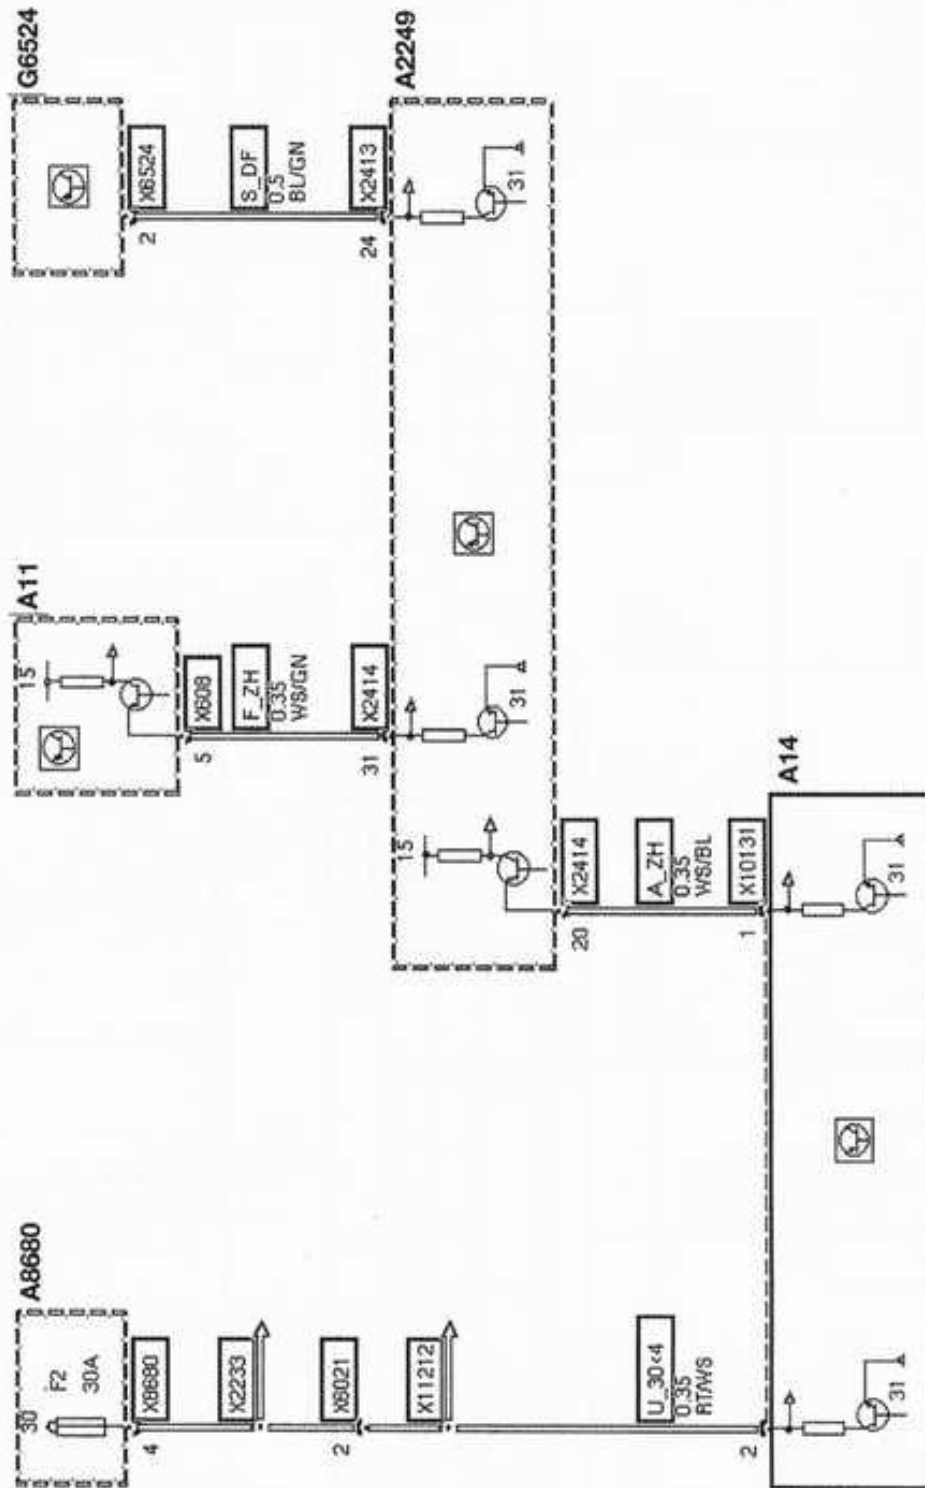 A8680
30
F2
30A
X8680
4
X2233
X6021
2
X11212
U_30<4
0.35
RT/WS
2
31
A11
15
X608
5
F_ZH
0.35
WS/GN
X2414
31
15
31
X2414
20
A_ZH
0.35
WS/BL
X10131
1
A14
31
G6524
X6524
2
S_DF
0.5
BL/GN
X2413
24
A2249
31